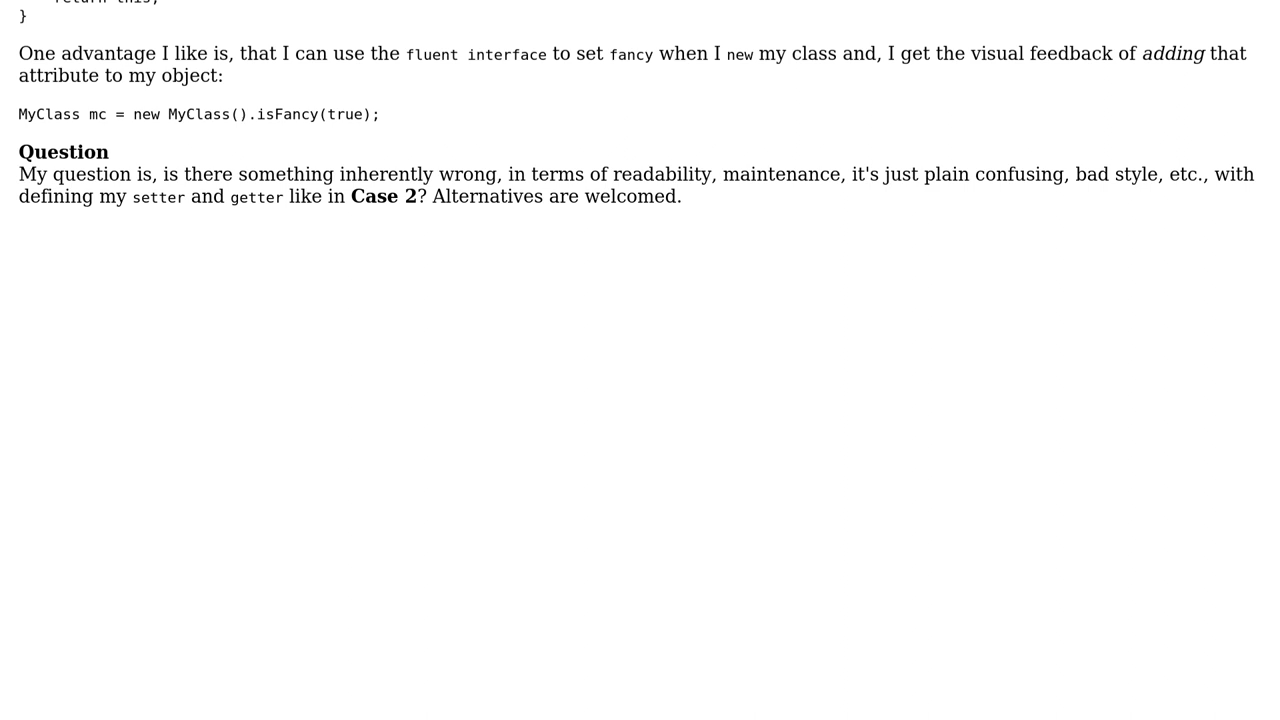 return this;
}
One advantage I like is, that I can use the fluent interface to set fancy when I new my class and, I get the visual feedback of adding that
attribute to my object:
MyClass mc = new MyClass().isFancy(true);
Question
My question is, is there something inherently wrong, in terms of readability, maintenance, it's just plain confusing, bad style, etc., with
defining my setter and getter like in Case 2? Alternatives are welcomed.